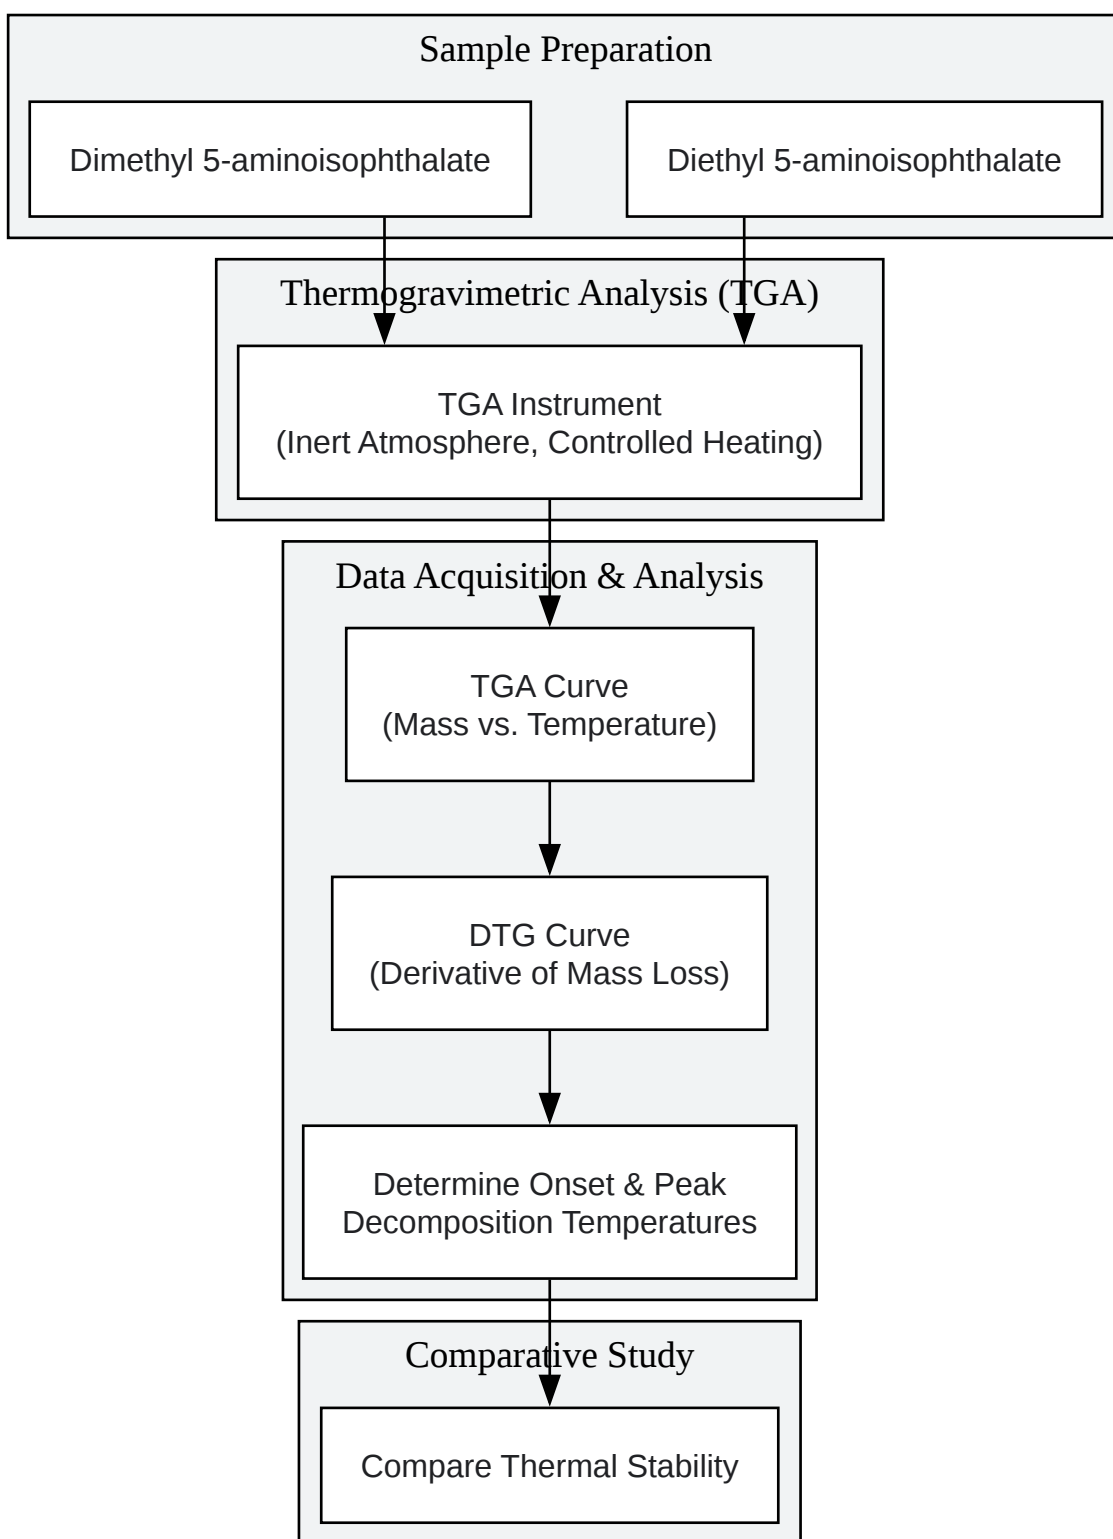 Sample Preparation
Dimethyl 5-aminoisophthalate
Diethyl 5-aminoisophthalate
Thermogravimetric Analysis (TGA)
TGA Instrument
(Inert Atmosphere, Controlled Heating)
Data Acquisition & Analysis
TGA Curve
(Mass vs. Temperature)
DTG Curve
(Derivative of Mass Loss)
Determine Onset & Peak
Decomposition Temperatures
Comparative Study
Compare Thermal Stability